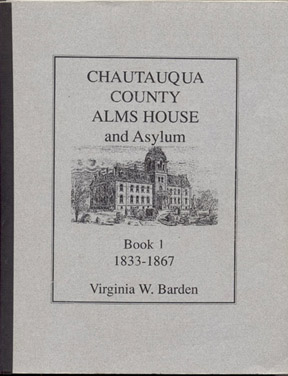 CHAUTAUQUA
COUNTY
ALMS HOUSE
and Asylum
Book 1
1833-1867
Virginia W. Barden